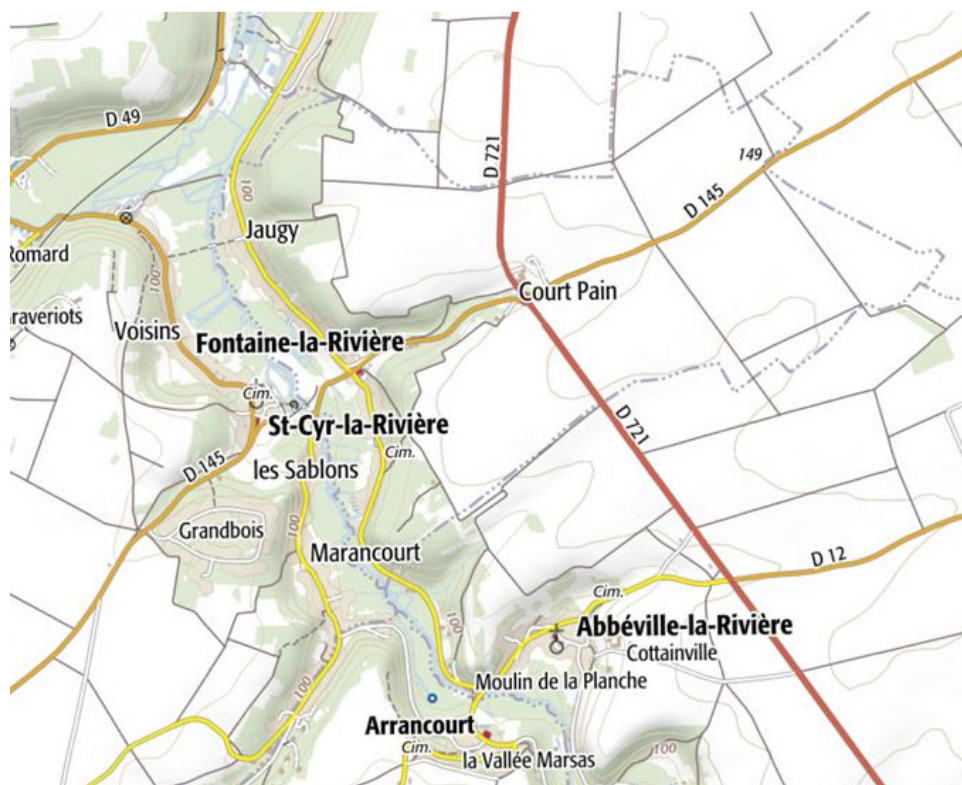 D 49
D 721
149
D 145
100
Jaugy
Romard
100
Court Pain
raveriots
Voisins
Fontaine-la-Rivière
Cim.
St-Cyr-la-Rivière
D 721
Cim.
D 145
les Sablons
100
Grandbois
Marancourt
D 12
Cim.
100
Abbéville-la-Rivière
Cottainville
100
Moulin de la Planche
Arrancourt
Cim.
la Vallée Marsas
100